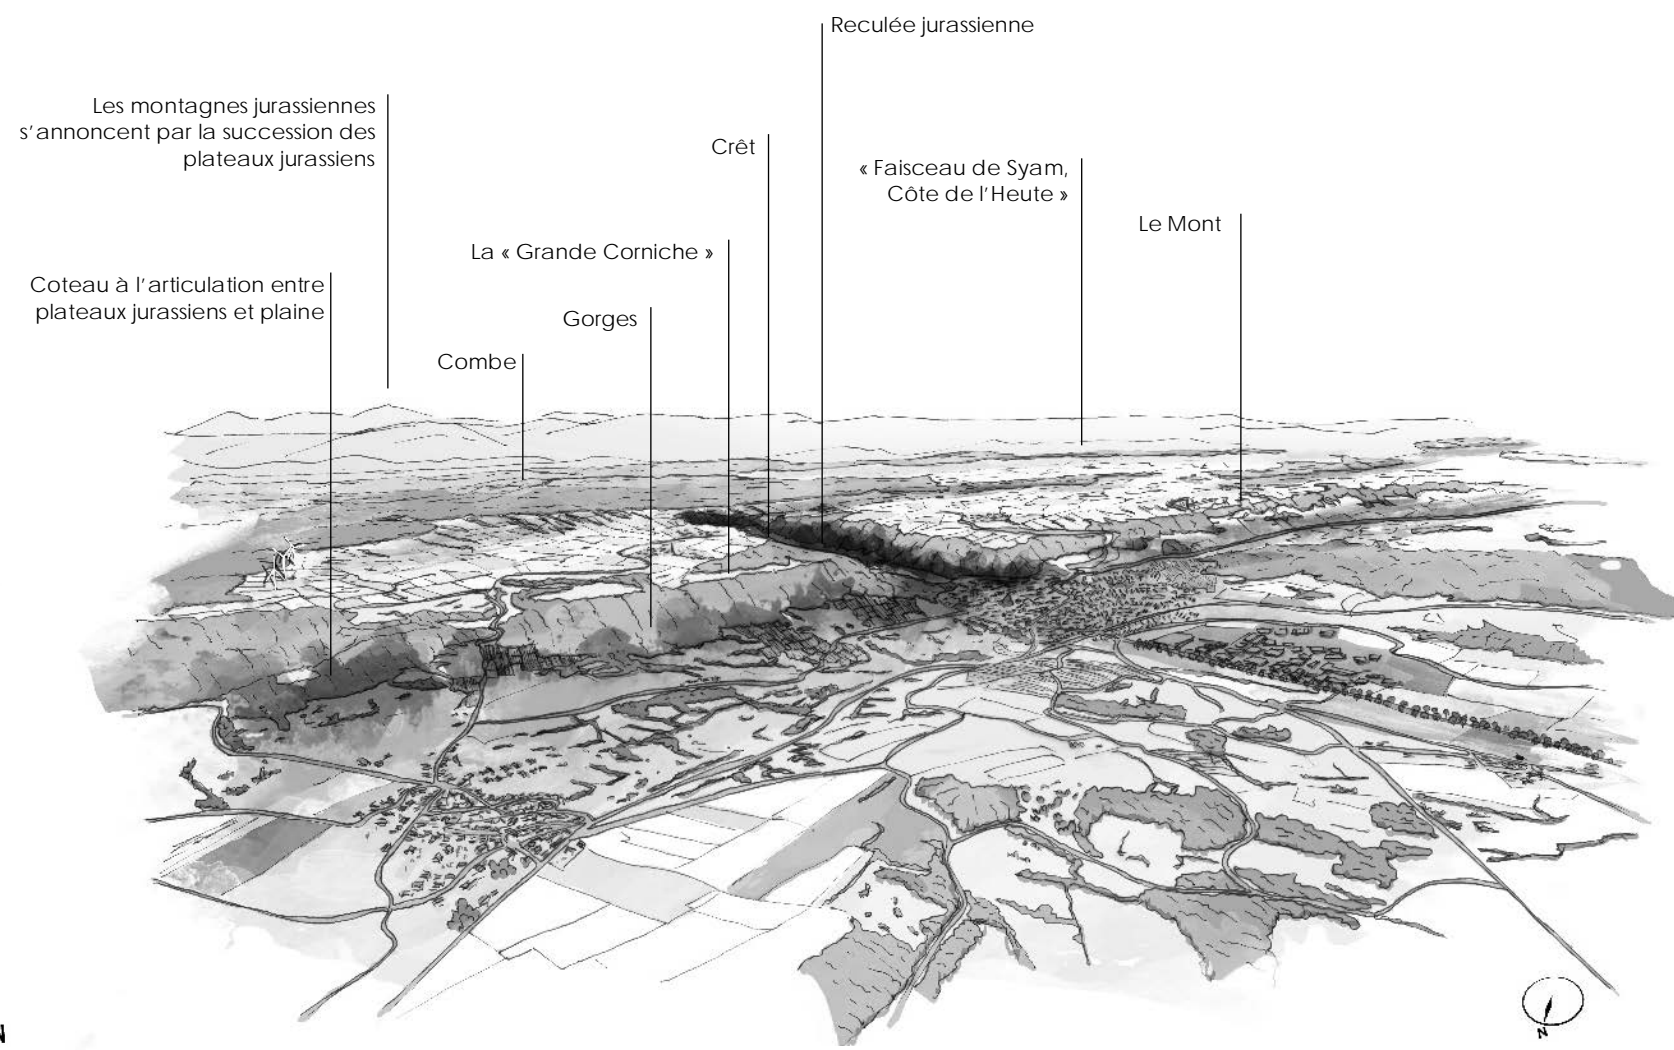 Reculée jurassienne
Les montagnes jurassiennes
s'annoncent par la succession des
plateaux jurassiens
Crêt
« Faisceau de Syam,
Côte de l'Heute »
Le Mont
La « Grande Corniche »
Coteau à l'articulation entre
plateaux jurassiens et plaine
Gorges
Combe
N
N